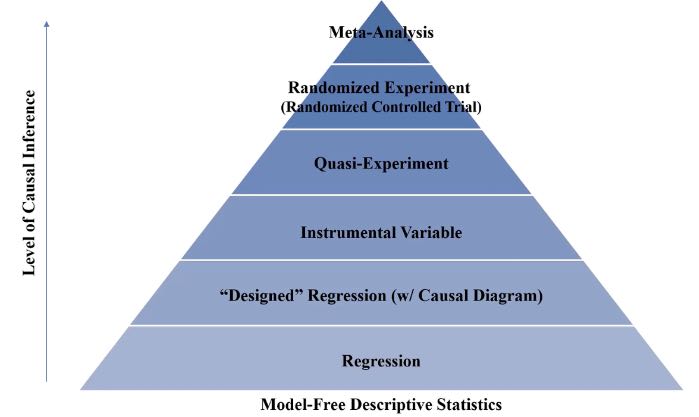 Meta-Analysis
Randomized Experiment
(Randomized Controlled Trial)
Quasi-Experiment
Instrumental Variable
“Designed” Regression (w/ Causal Diagram)
Regression
Model-Free Descriptive Statistics
Level of Causal Inference